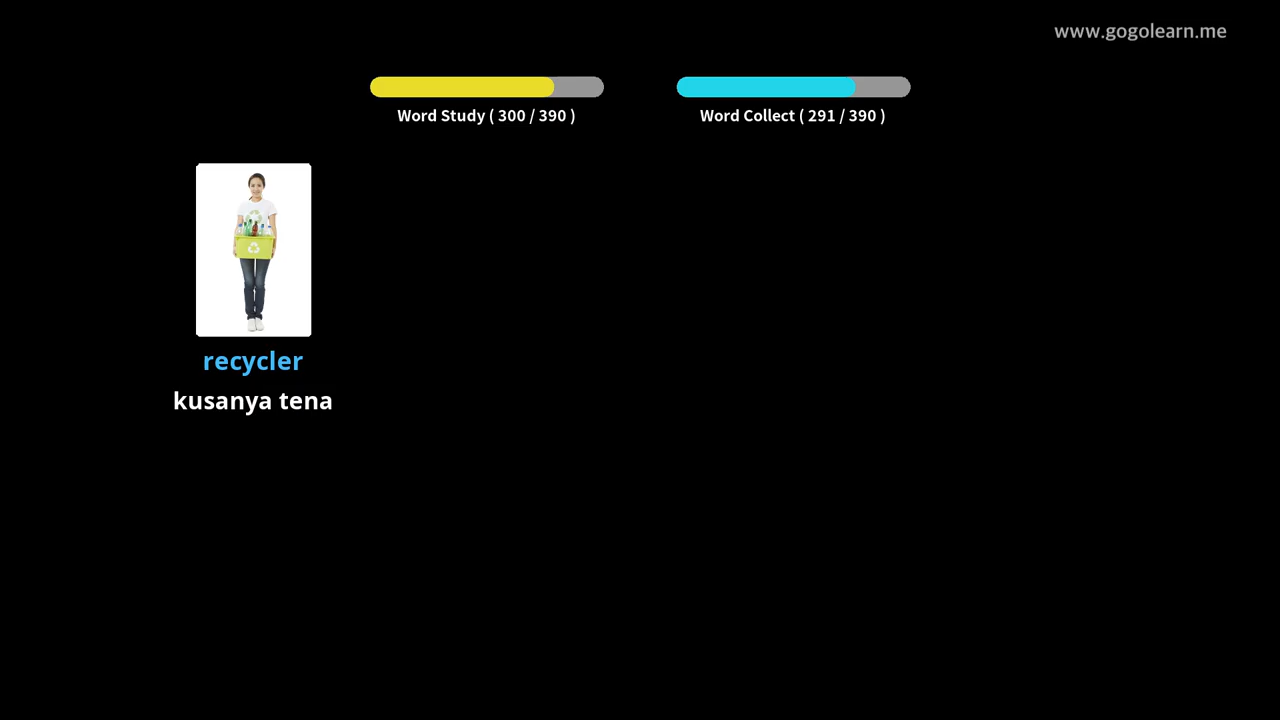 www.gogolearn.me
Word Study ( 300 / 390 )
Word Collect ( 291 / 390 )
recycler
kusanya tena